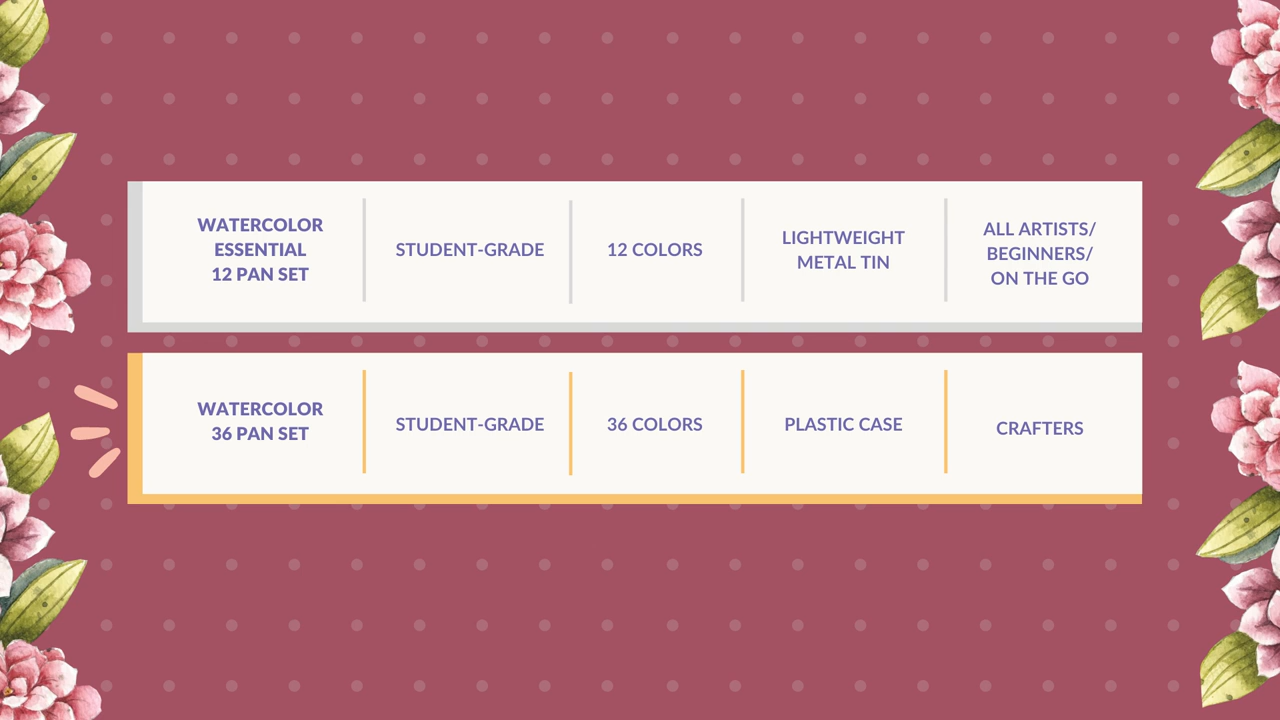 WATERCOLOR
ESSENTIAL
12 PAN SET
STUDENT-GRADE
12 COLORS
LIGHTWEIGHT
METAL TIN
ALL ARTISTS/
BEGINNERS/
ON THE GO
WATERCOLOR
36 PAN SET
STUDENT-GRADE
36 COLORS
PLASTIC CASE
CRAFTERS